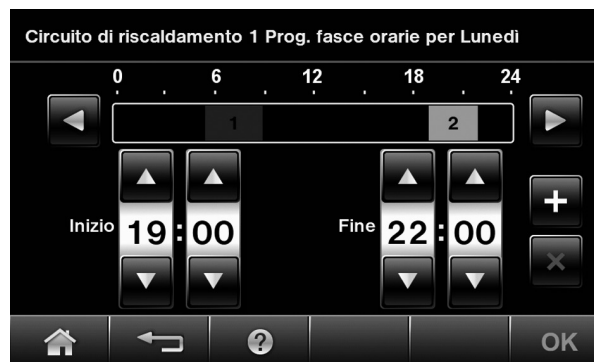 Circuito di riscaldamento 1 Prog. fasce orarie per Lunedì
0 6 12 18 24
1 2
Inizio 19:00 Fine 22:00
OK